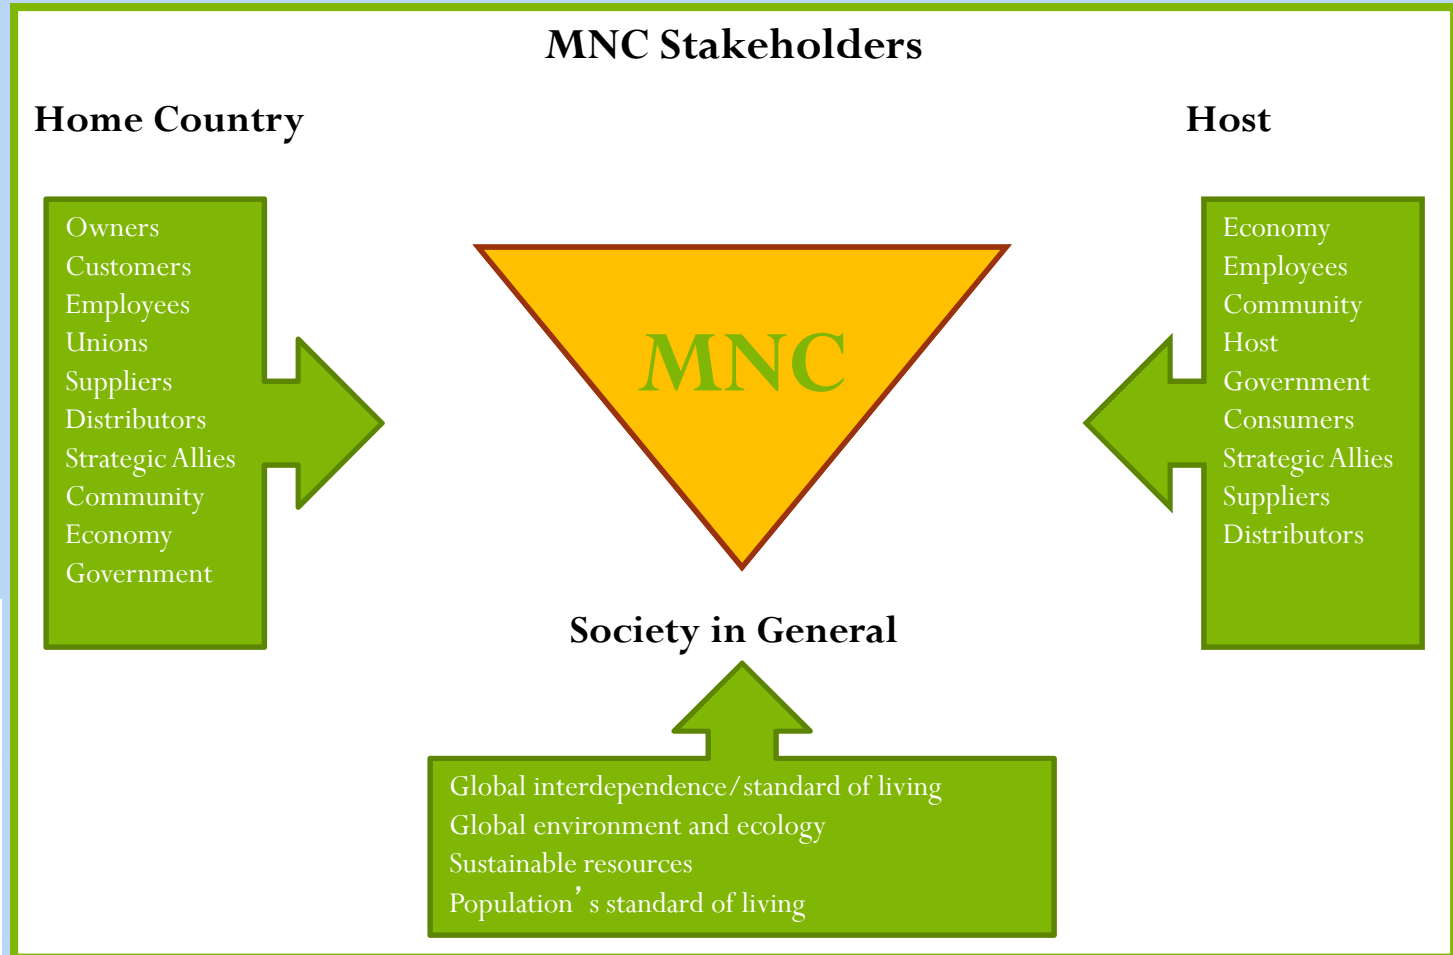 MNC Stakeholders
Home Country
Host
Owners
Customers
Employees
Unions
Suppliers
Distributors
Strategic Allies
Community
Economy
Government
MNC
Economy
Employees
Community
Host
Government
Consumers
Strategic Allies
Suppliers
Distributors
Society in General
Global interdependence/standard of living
Global environment and ecology
Sustainable resources
Population’s standard of living